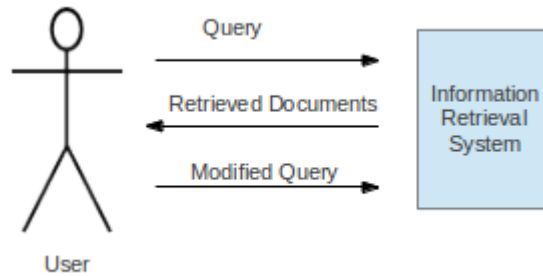 Query
Retrieved Documents
Modified Query
Information
Retrieval
System
User